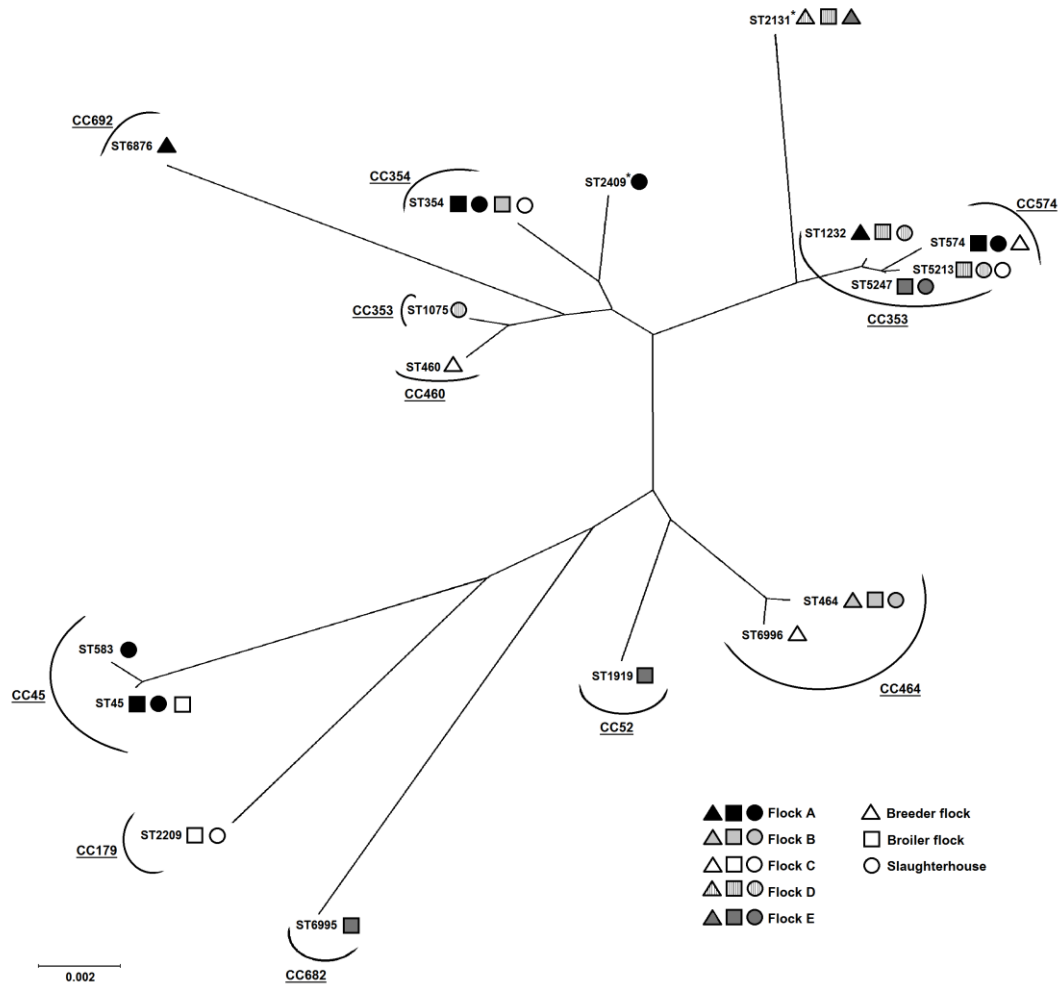 ST2131*
CC692
ST6876
CC354
ST354
ST2409*
CC574
ST1232
ST574
ST5213
ST5247
CC353
CC353
ST1075
ST460
CC460
ST464
ST6996
CC464
ST583
CC45
ST45
ST1919
CC52
ST2209
CC179
ST6995
CC682
Flock A
Flock B
Flock C
Flock D
Flock E
Breeder flock
Broiler flock
Slaughterhouse
0.002